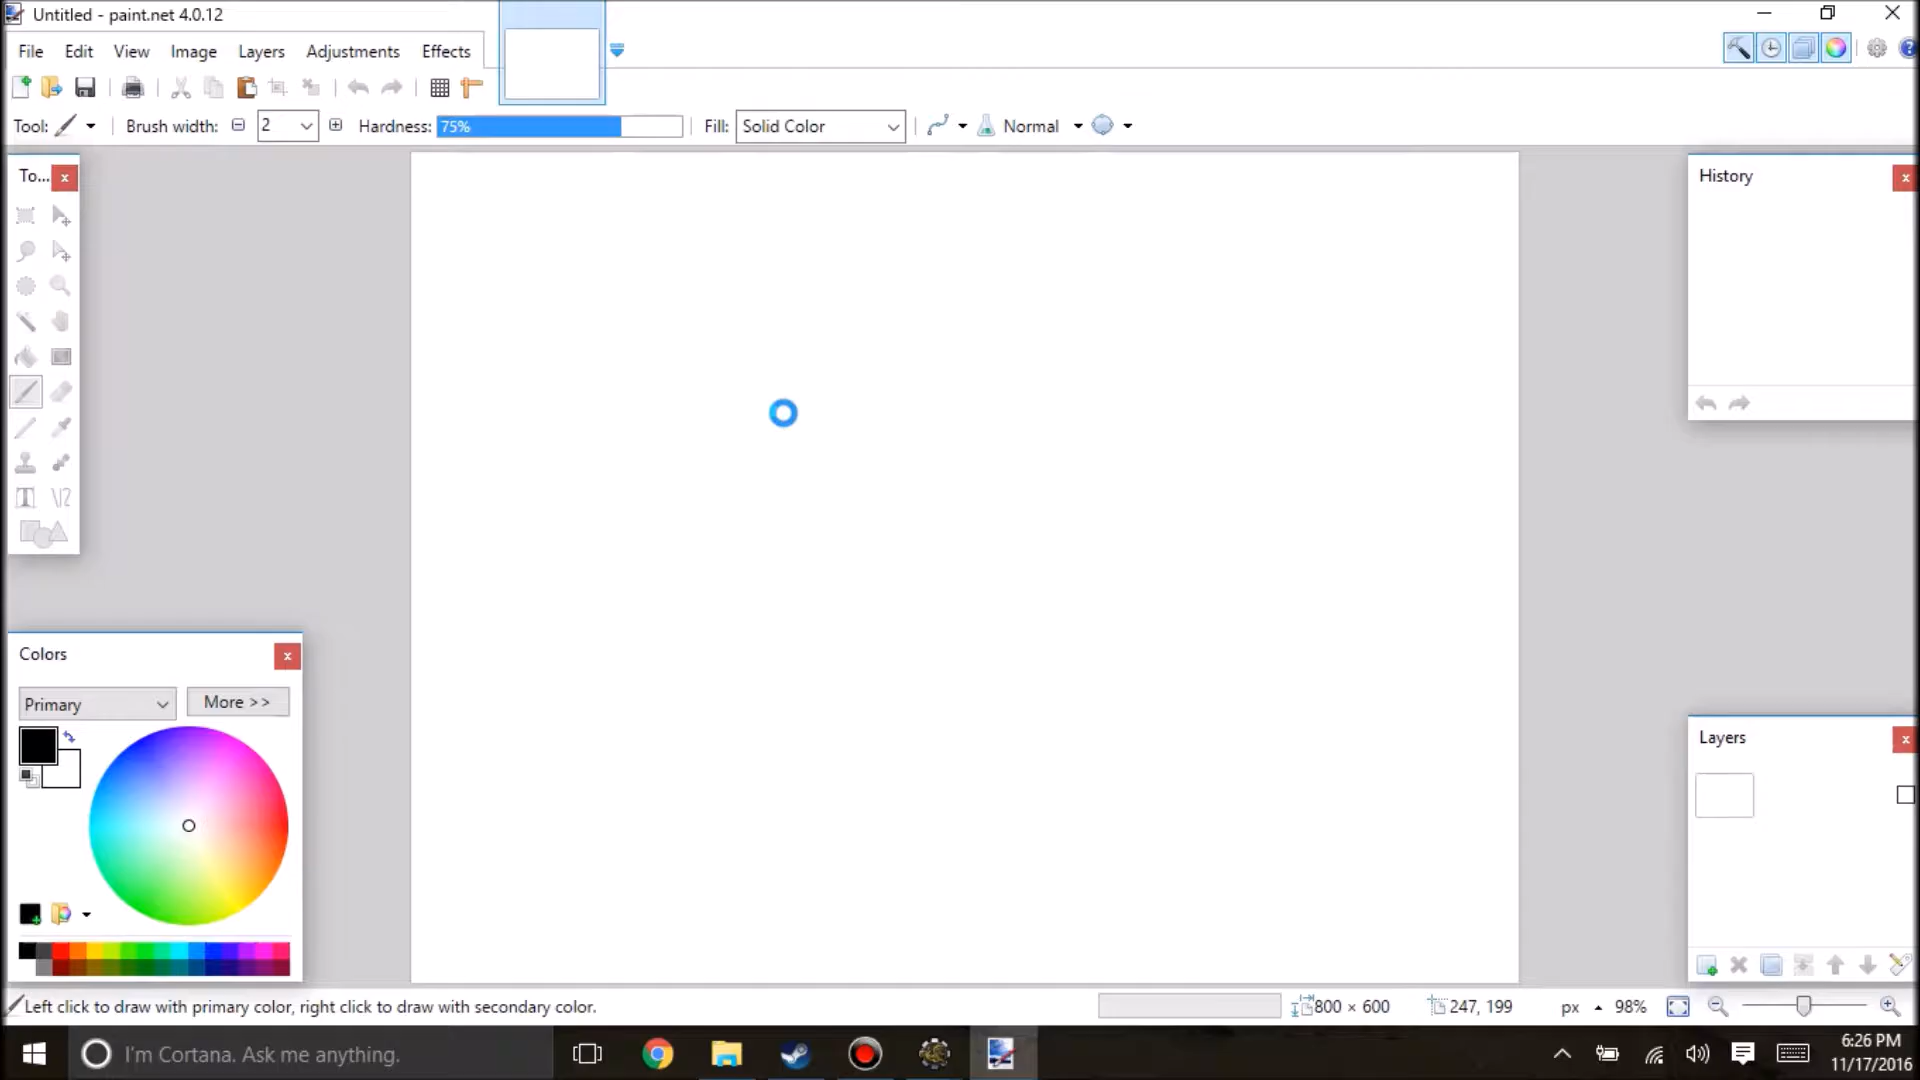 Untitled - paint.net 4.0.12
File Edit View Image Layers Adjustments Effects
Tool: Brush width: 2 Hardness: 75% Fill: Solid Color Normal
To...
History
Colors
Primary More >>
Layers
Left click to draw with primary color, right click to draw with secondary color. 800 × 600 247, 199 px 98%
I'm Cortana. Ask me anything.
6:26 PM
11/17/2016